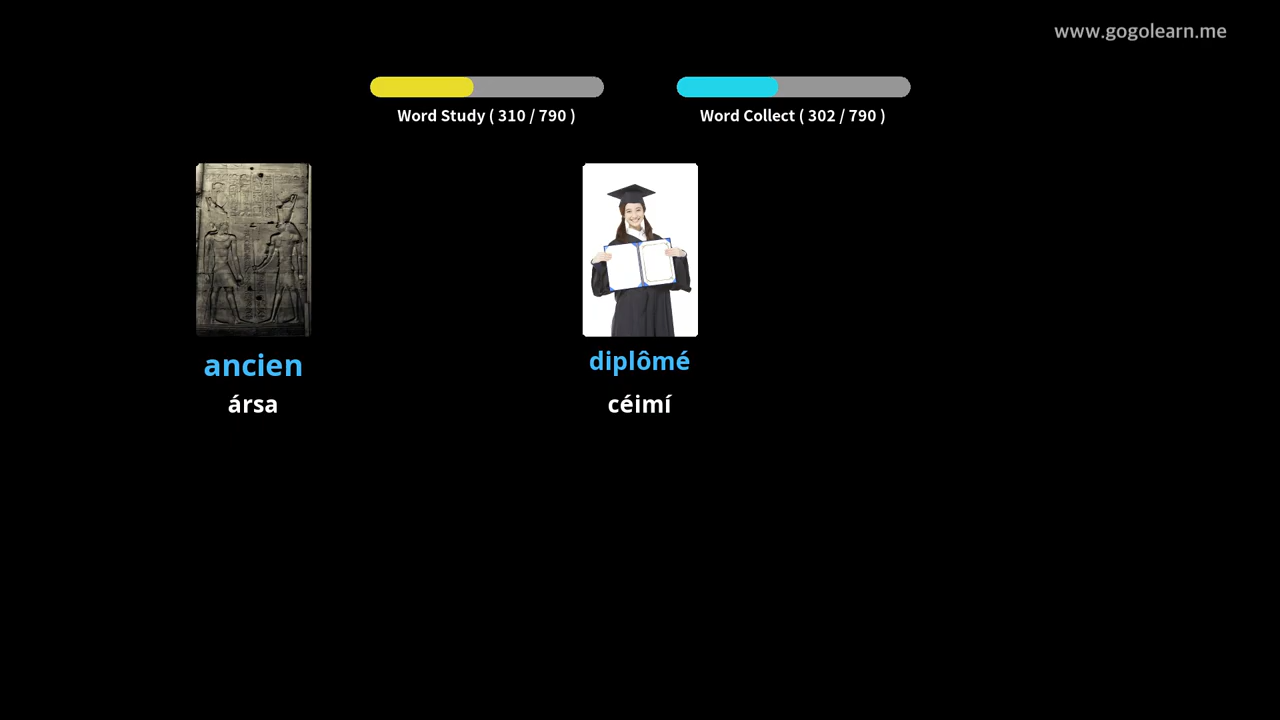 www.gogolearn.me
Word Study ( 310 / 790 )
Word Collect ( 302 / 790 )
ancien
ársa
diplômé
céimí